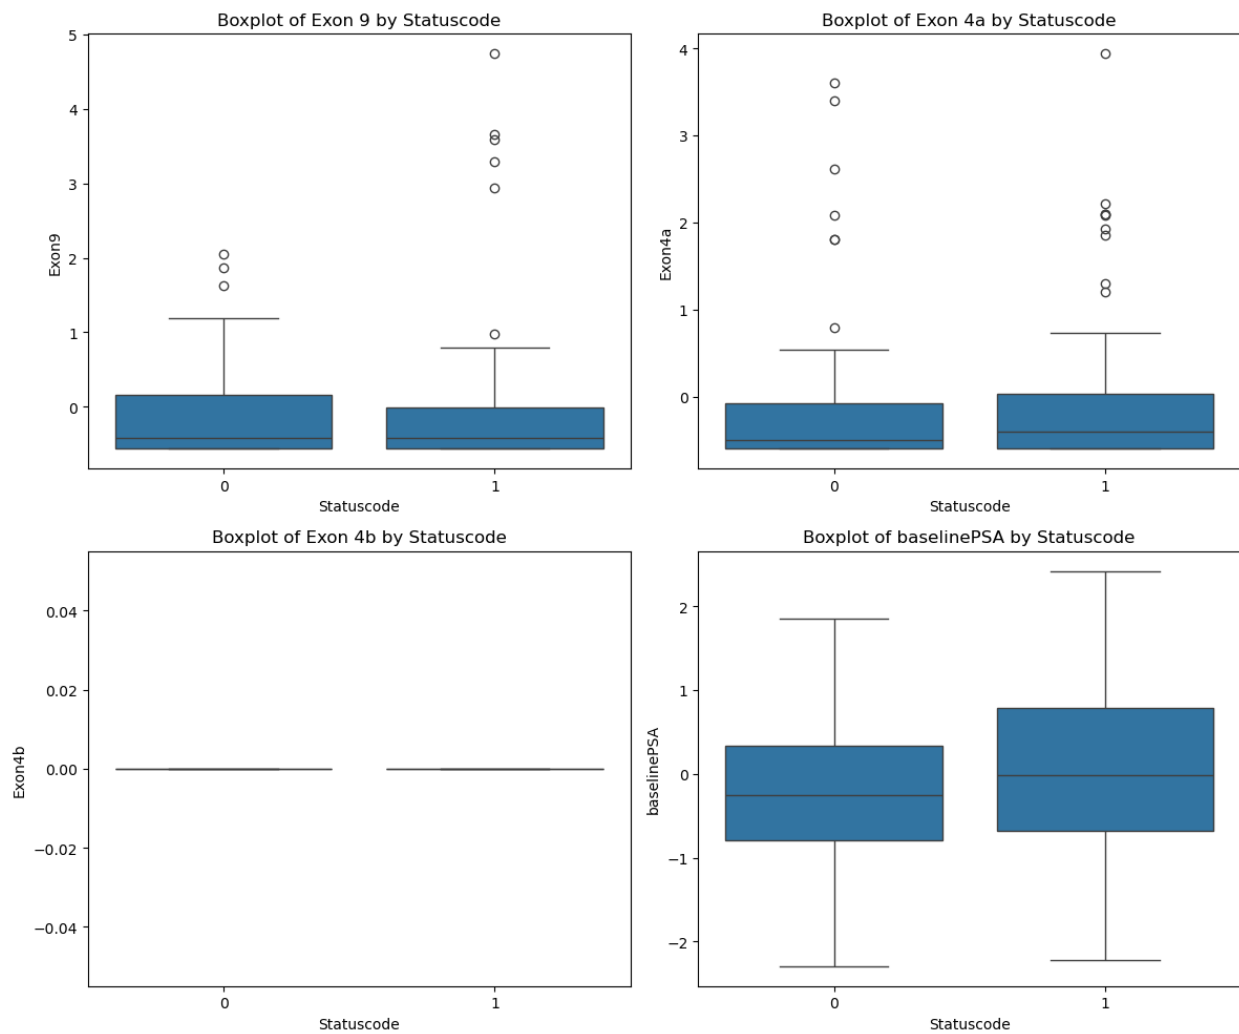 Boxplot of Exon 9 by Statuscode
5
4
3
2
1
0
Exon9
0 1
Statuscode
Boxplot of Exon 4a by Statuscode
4
3
2
1
0
Exon4a
0 1
Statuscode
Boxplot of Exon 4b by Statuscode
0.04
0.02
0.00
−0.02
−0.04
Exon4b
0 1
Statuscode
Boxplot of baselinePSA by Statuscode
2
1
0
−1
−2
baselinePSA
0 1
Statuscode